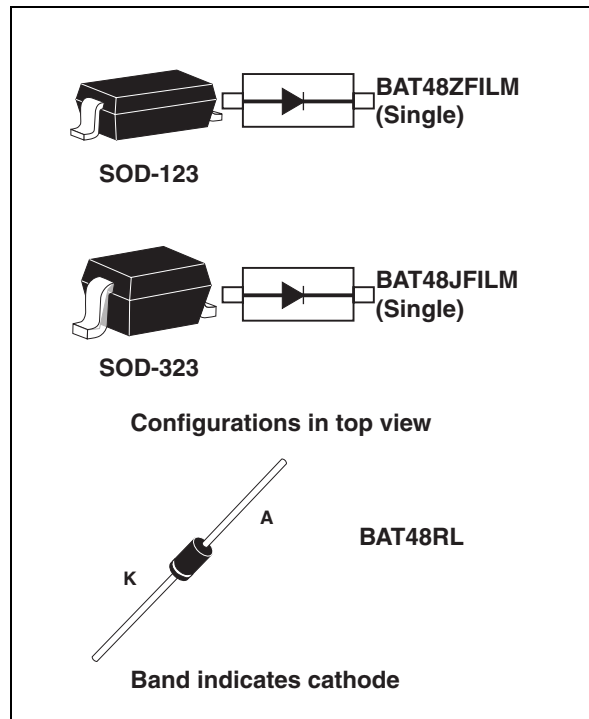 BAT48ZFILM
(Single)
SOD-123
BAT48JFILM
(Single)
SOD-323
Configurations in top view
A
BAT48RL
K
Band indicates cathode